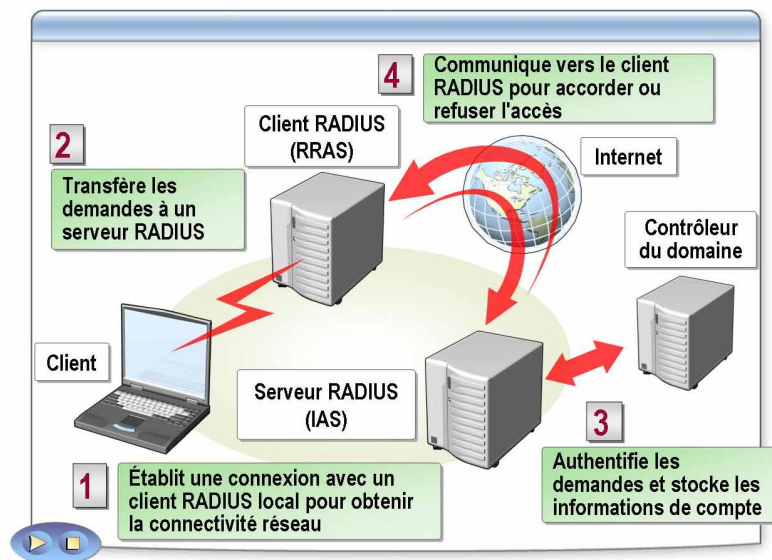 4
Communique vers le client
RADIUS pour accorder ou
refuser l'accès
Client RADIUS
(RRAS)
2
Internet
Transfère les
demandes à un
serveur RADIUS
Contrôleur
du domaine
Client
Serveur RADIUS
(IAS)
3
Authentifie les
demandes et stocke les
informations de compte
1
Établit une connexion avec un
client RADIUS local pour obtenir
la connectivité réseau